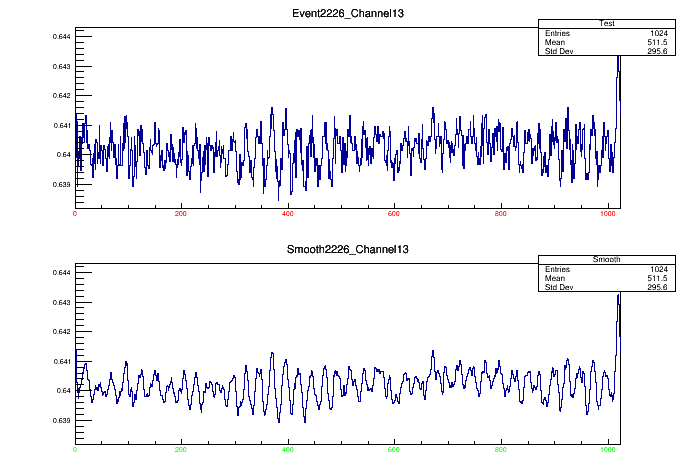 Event2226_Channel13
Test
Entries 1024
Mean 511.5
Std Dev 295.6
0.644
0.643
0.642
0.641
0.64
0.639
0 200 400 600 800 1000
Smooth2226_Channel13
Smooth
Entries 1024
Mean 511.5
Std Dev 295.6
0.644
0.643
0.642
0.641
0.64
0.639
0 200 400 600 800 1000